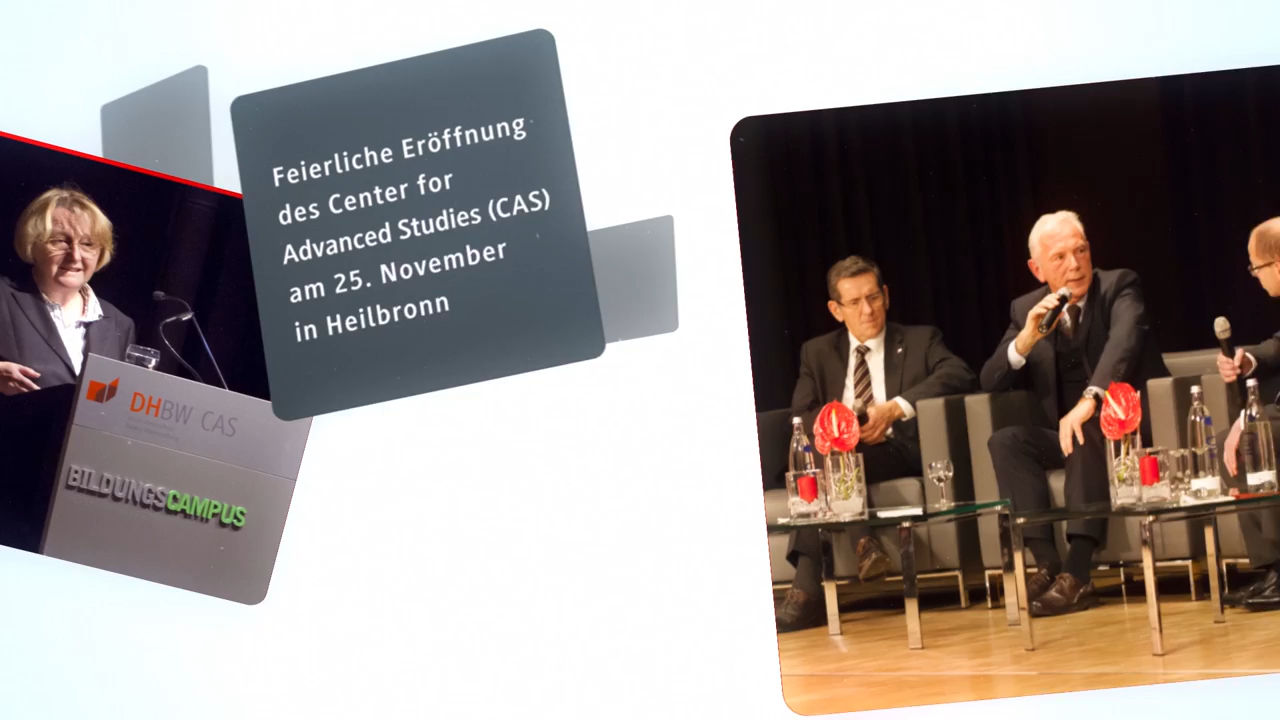 Feierliche Eröffnung
des Center for
Advanced Studies (CAS)
am 25. November
in Heilbronn
DHBW CAS
BILDUNGSCAMPUS